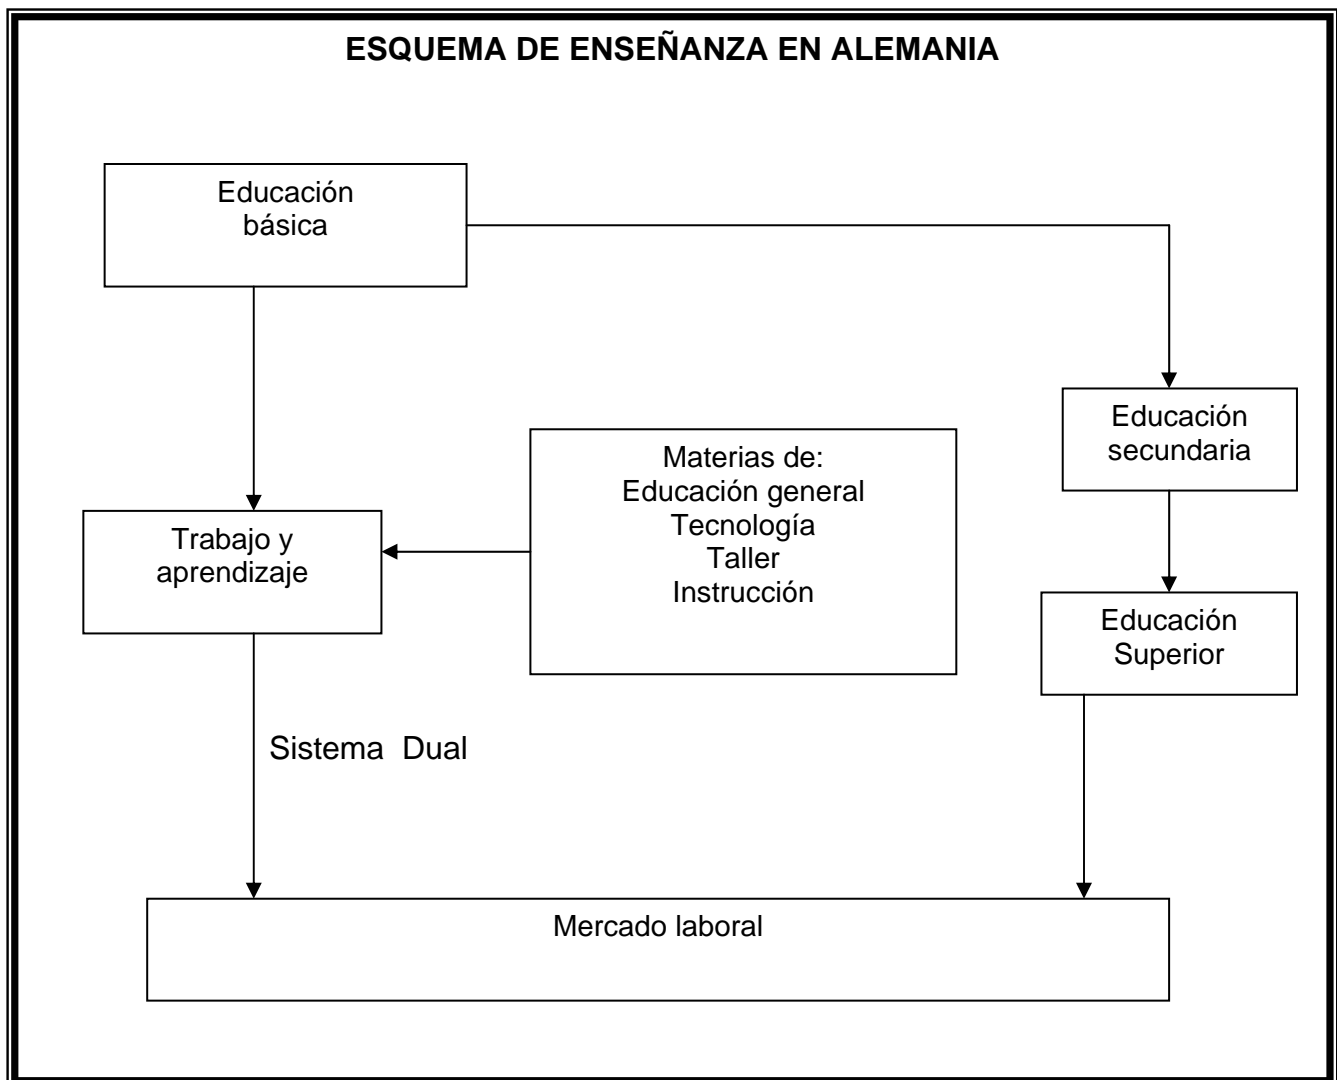 ESQUEMA DE ENSEÑANZA EN ALEMANIA
Educación
básica
Educación
secundaria
Materias de:
Educación general
Tecnología
Taller
Instrucción
Trabajo y
aprendizaje
Educación
Superior
Sistema Dual
Mercado laboral